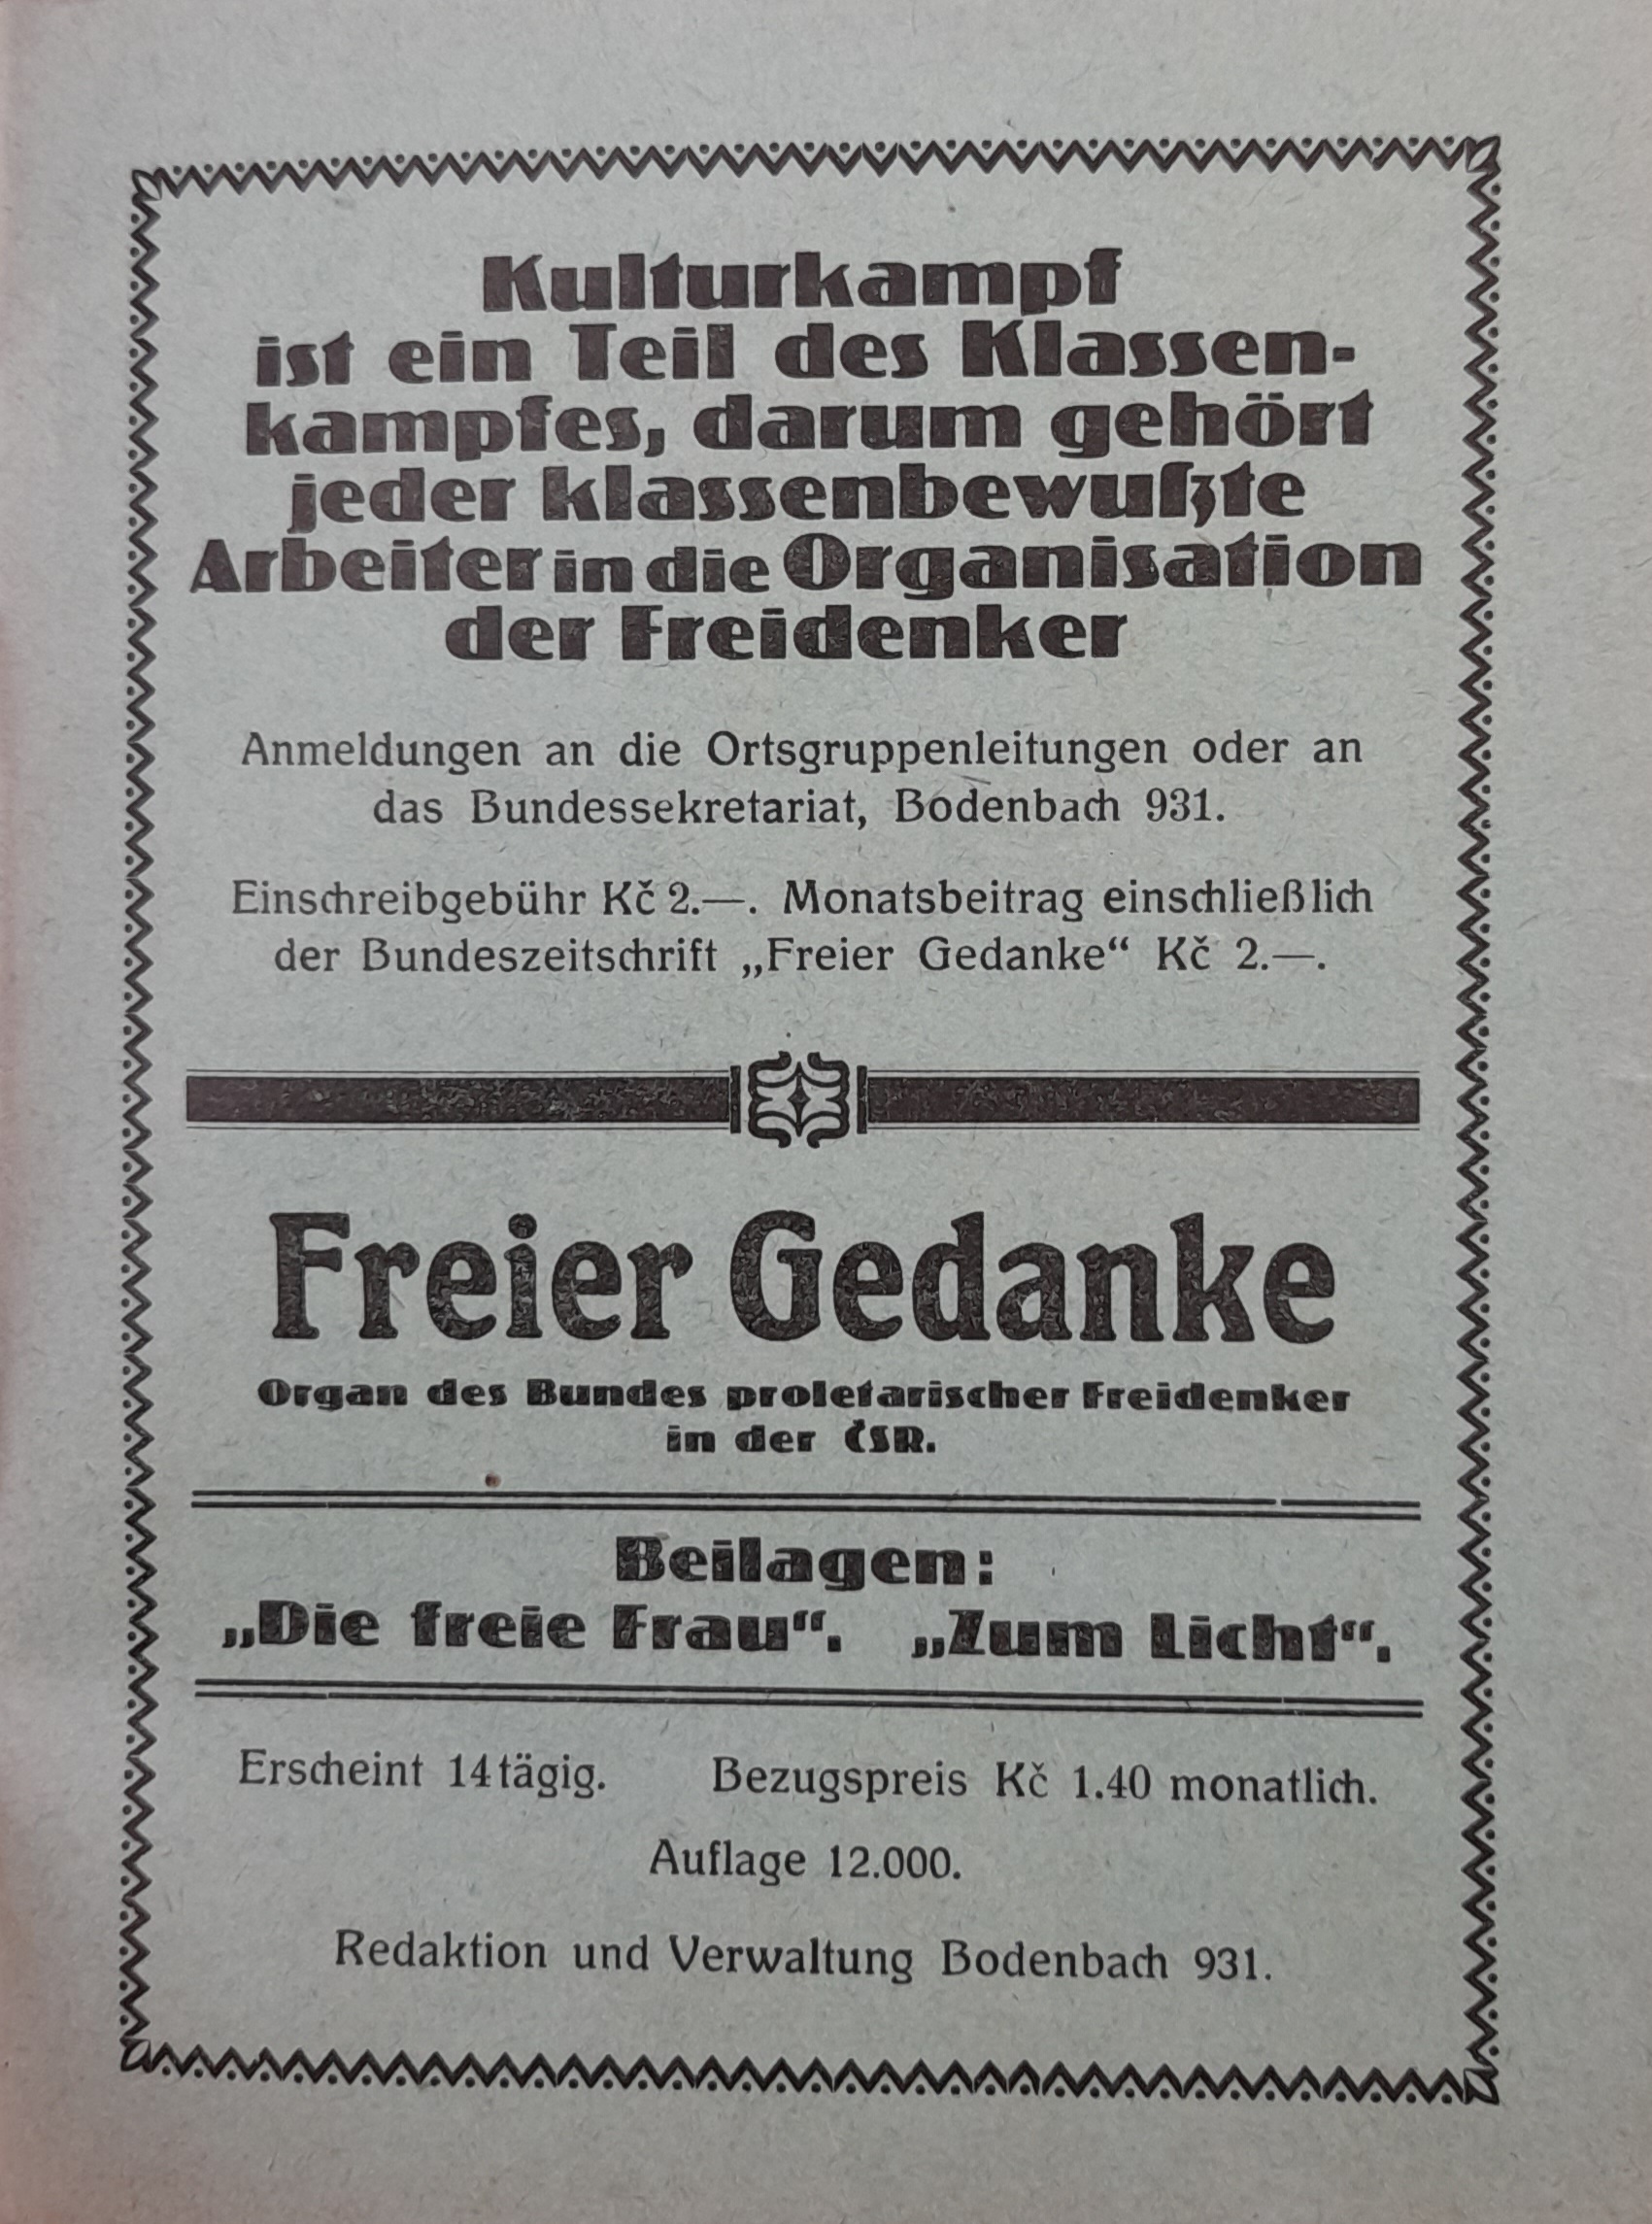 Kulturkampf
ist ein Teil des Klassen-
kampfes, darum gehört
jeder klassenbewußte
Arbeiter in die Organisation
der Freidenker
Anmeldungen an die Ortsgruppenleitungen oder an
das Bundessekretariat, Bodenbach 931.
Einschreibgebühr Kč 2.—. Monatsbeitrag einschließlich
der Bundeszeitschrift „Freier Gedanke“ Kč 2.—.
Freier Gedanke
Organ des Bundes proletarischer Freidenker
in der ČSR.
Beilagen:
„Die freie Frau“. „Zum Licht“.
Erscheint 14tägig. Bezugspreis Kč 1.40 monatlich.
Auflage 12.000.
Redaktion und Verwaltung Bodenbach 931.